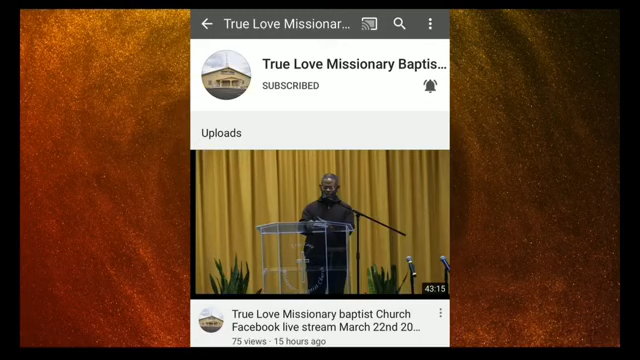 True Love Missionar...
True Love Missionary Baptis...
SUBSCRIBED
Uploads
43:15
True Love Missionary baptist Church
Facebook live stream March 22nd 20...
75 views · 15 hours ago